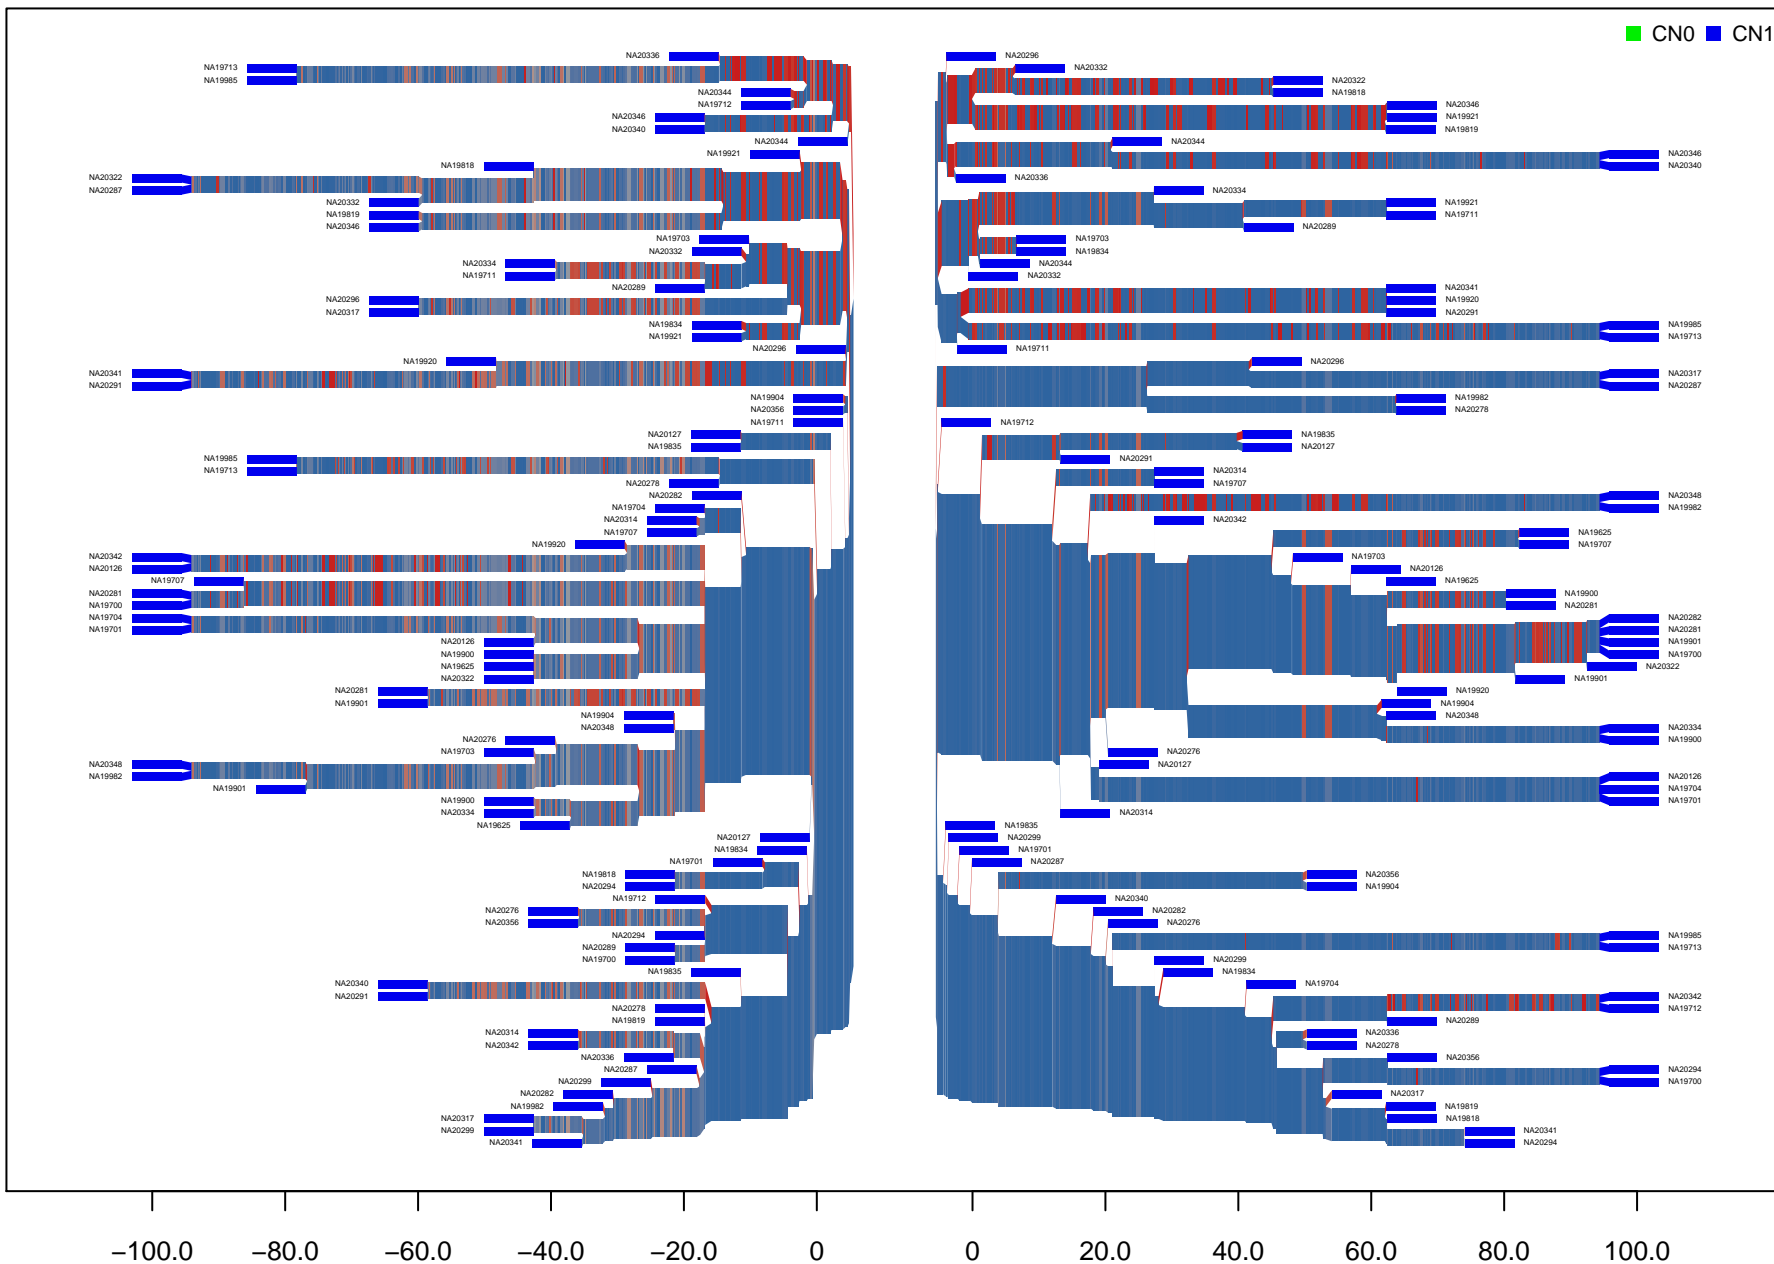 CN0 CN1
NA20336
NA19713
NA19985
NA20344
NA19712
NA20346
NA20340
NA20344
NA19921
NA19818
NA20322
NA20287
NA20332
NA19819
NA20346
NA19703
NA20332
NA20334
NA19711
NA20289
NA20296
NA20317
NA19834
NA19921
NA20296
NA19920
NA20341
NA20291
NA19904
NA20356
NA19711
NA20127
NA19835
NA19985
NA19713
NA20278
NA20282
NA19704
NA20314
NA19707
NA19920
NA20342
NA20126
NA19707
NA20281
NA19700
NA19704
NA19701
NA20126
NA19900
NA19625
NA20322
NA20281
NA19901
NA19904
NA20348
NA20276
NA19703
NA20348
NA19982
NA19901
NA19900
NA20334
NA19625
NA20127
NA19834
NA19701
NA19818
NA20294
NA19712
NA20276
NA20356
NA20294
NA20289
NA19700
NA19835
NA20340
NA20291
NA20278
NA19819
NA20314
NA20342
NA20336
NA20287
NA20299
NA20282
NA19982
NA20317
NA20299
NA20341
NA20296
NA20332
NA20322
NA19818
NA20346
NA19921
NA19819
NA20344
NA20346
NA20340
NA20336
NA20334
NA19921
NA19711
NA20289
NA19703
NA19834
NA20344
NA20332
NA20341
NA19920
NA20291
NA19985
NA19713
NA19711
NA20296
NA20317
NA20287
NA19982
NA20278
NA19712
NA19835
NA20127
NA20291
NA20314
NA19707
NA20348
NA19982
NA20342
NA19625
NA19707
NA19703
NA20126
NA19625
NA19900
NA20281
NA20282
NA20281
NA19901
NA19700
NA20322
NA19901
NA19920
NA19904
NA20348
NA20334
NA19900
NA20276
NA20127
NA20126
NA19704
NA19701
NA20314
NA19835
NA20299
NA19701
NA20287
NA20356
NA19904
NA20340
NA20282
NA20276
NA19985
NA19713
NA20299
NA19834
NA19704
NA20342
NA19712
NA20289
NA20336
NA20278
NA20356
NA20294
NA19700
NA20317
NA19819
NA19818
NA20341
NA20294
−100.0 −80.0 −60.0 −40.0 −20.0 0 0 20.0 40.0 60.0 80.0 100.0